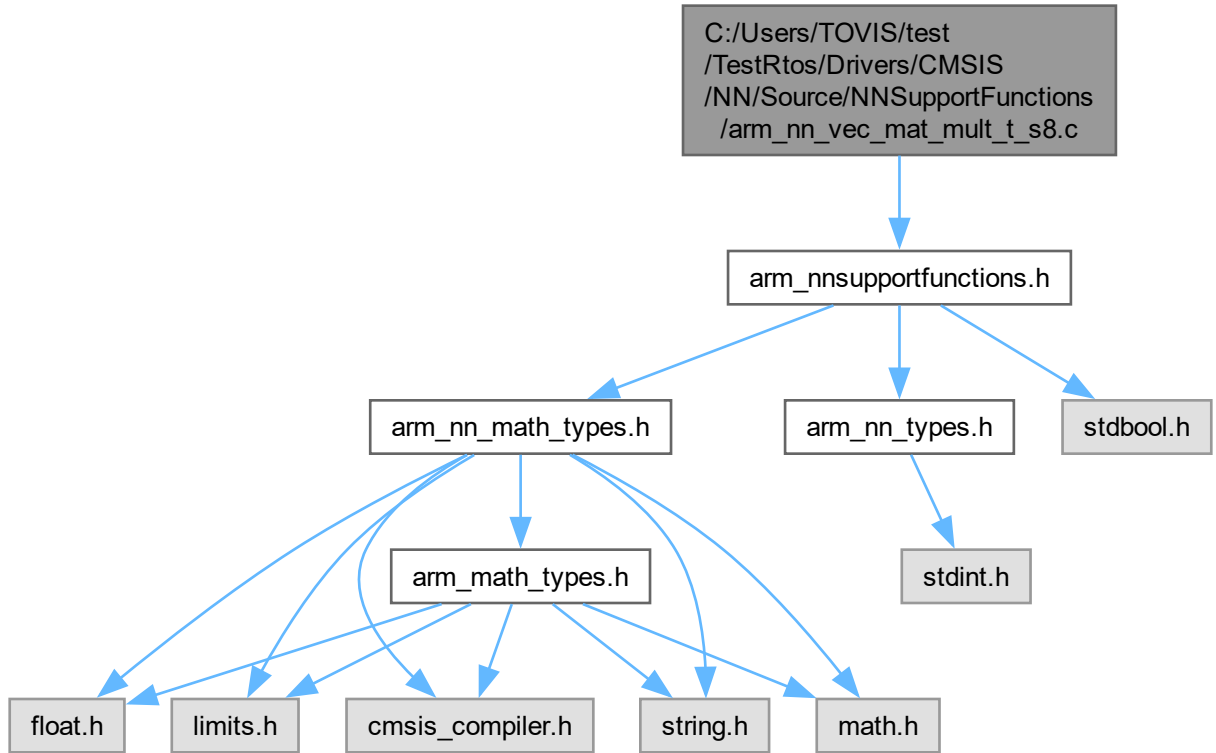 C:/Users/TOVIS/test
/TestRtos/Drivers/CMSIS
/NN/Source/NNSupportFunctions
/arm_nn_vec_mat_mult_t_s8.c
arm_nnsupportfunctions.h
arm_nn_math_types.h
arm_nn_types.h
stdbool.h
arm_math_types.h
stdint.h
float.h
limits.h
cmsis_compiler.h
string.h
math.h